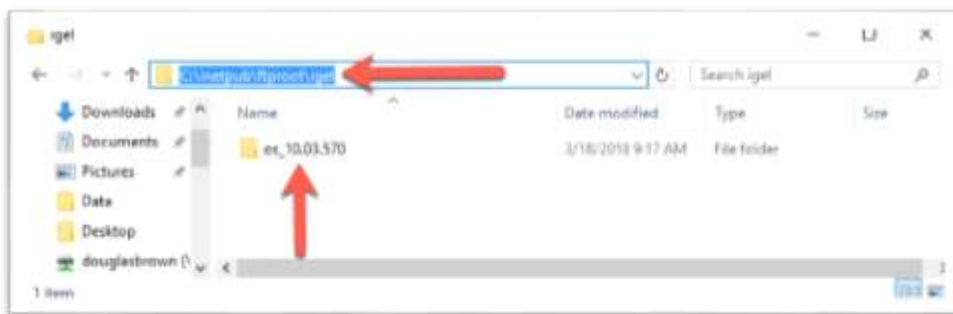 igel
C:\inetpub\ftproot\igel
Search igel
Name
Date modified
Type
Size
Downloads
Documents
Pictures
Data
Desktop
douglasbrown (\
os_10.03.570
3/18/2018 9:17 AM
File folder
1 item